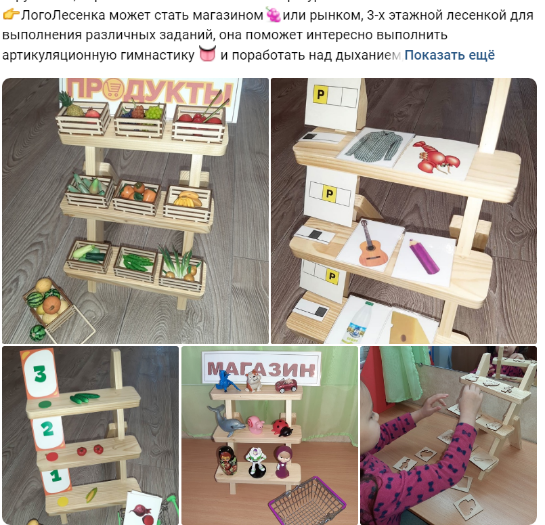 👉ЛогоЛесенка может стать магазином🍇или рынком, 3-х этажной лесенкой для
выполнения различных заданий, она поможет интересно выполнить
артикуляционную гимнастику 👅 и поработать над дыханием Показать ещё
ПРОДУКТЫ
Р
Р
Р
3
2
1
МАГАЗИН